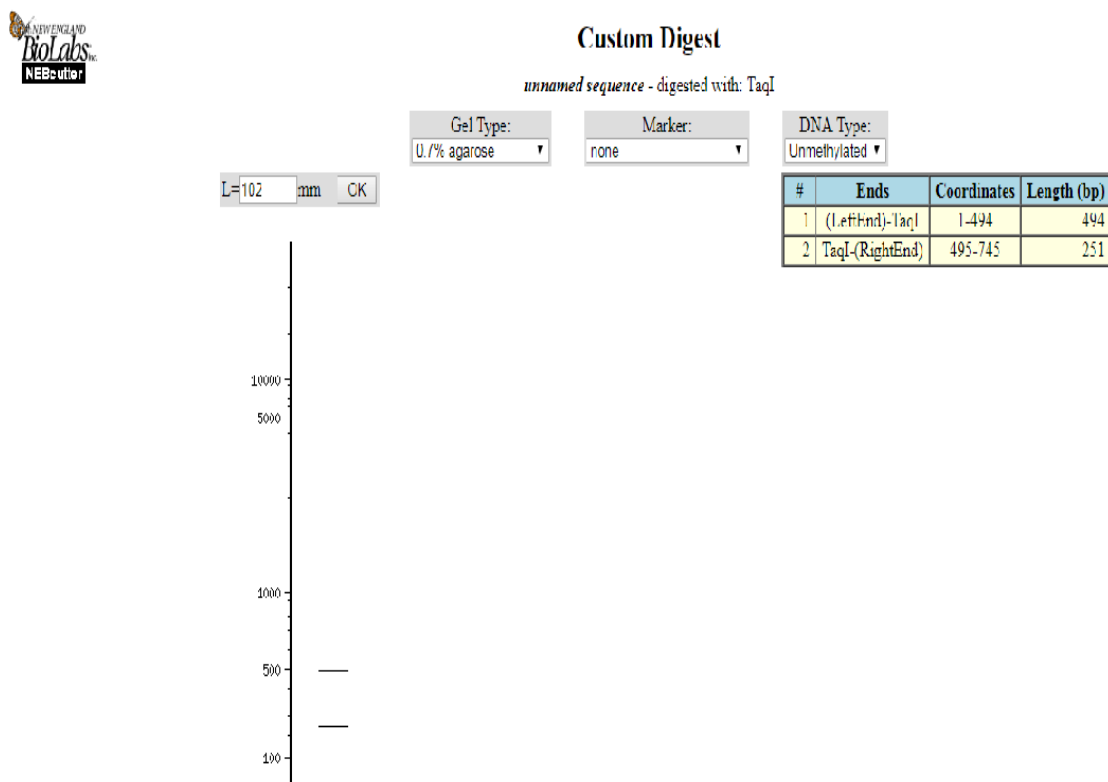 NEW ENGLAND
BioLabs Inc.
NEBcutter
Custom Digest
unnamed sequence - digested with: TaqI
Gel Type:
0.7% agarose
Marker:
none
DNA Type:
Unmethylated
L= 102 mm OK
# Ends Coordinates Length (bp)
1 (LeftEnd)-TaqI 1-494 494
2 TaqI-(RightEnd) 495-745 251
10000
5000
1000
500
100